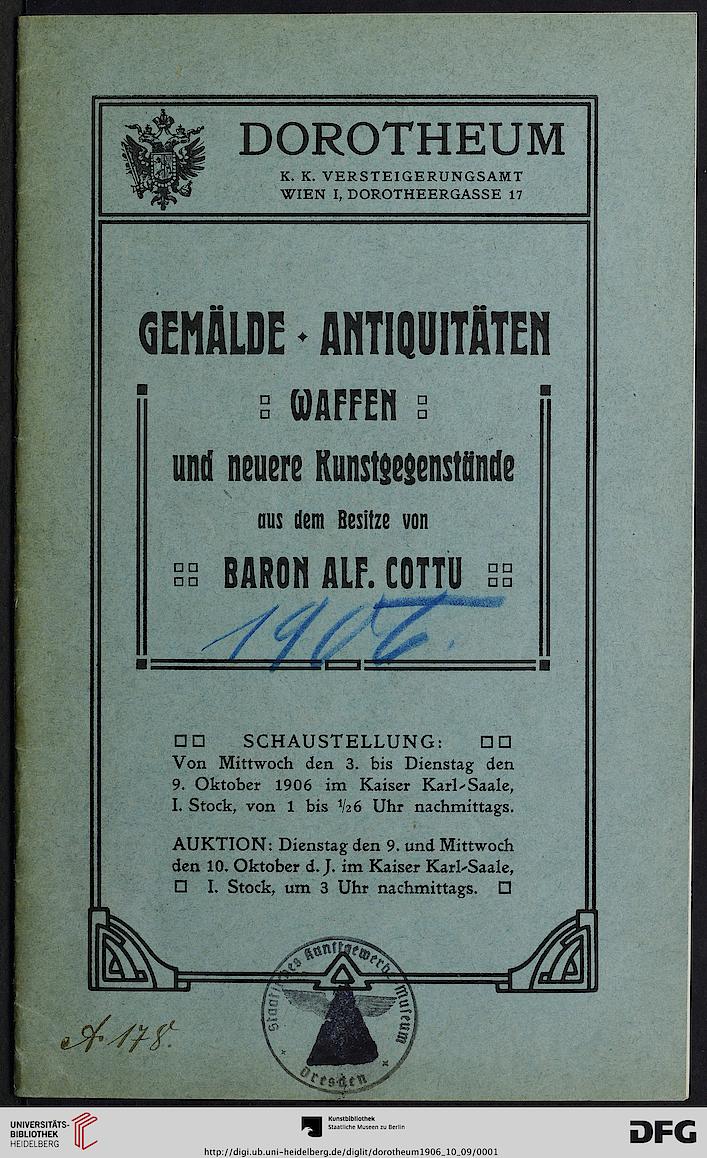 DOROTHEUM
K. K. VERSTEIGERUNGSAMT
WIEN I, DOROTHEERGASSE 17
GEMÄLDE · ANTIQUITÄTEN
WAFFEN
und neuere Kunstgegenstände
aus dem Besitze von
BARON ALF. COTTU
1906.
SCHAUSTELLUNG:
Von Mittwoch den 3. bis Dienstag den
9. Oktober 1906 im Kaiser Karl-Saale,
I. Stock, von 1 bis ½6 Uhr nachmittags.
AUKTION: Dienstag den 9. und Mittwoch
den 10. Oktober d. J. im Kaiser Karl-Saale,
I. Stock, um 3 Uhr nachmittags.
Kunstgewerbe Museum
Dresden
A 178.
UNIVERSITÄTS-
BIBLIOTHEK
HEIDELBERG
Kunstbibliothek
Staatliche Museen zu Berlin
DFG
http://digi.ub.uni-heidelberg.de/diglit/dorotheum1906_10_09/0001